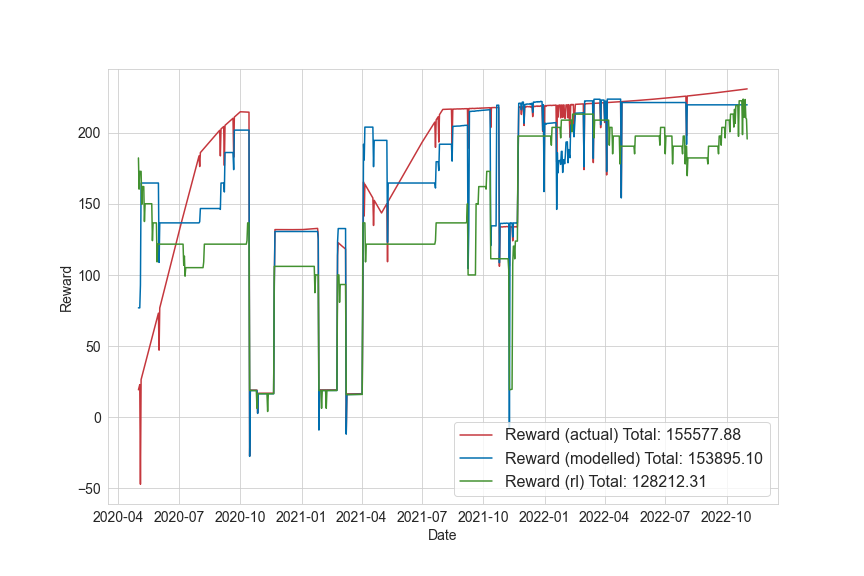 200
150
100
50
0
−50
Reward
Reward (actual) Total: 155577.88
Reward (modelled) Total: 153895.10
Reward (rl) Total: 128212.31
2020-04 2020-07 2020-10 2021-01 2021-04 2021-07 2021-10 2022-01 2022-04 2022-07 2022-10
Date